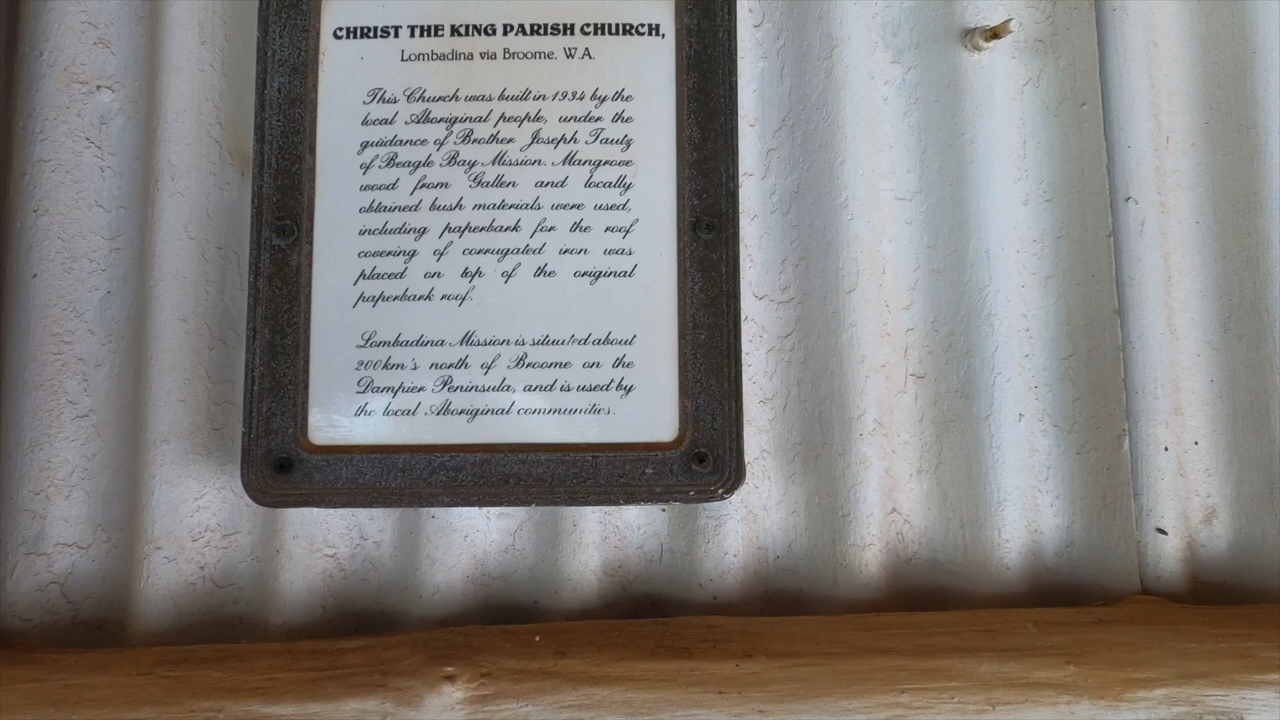 CHRIST THE KING PARISH CHURCH,
Lombadina via Broome, W.A.
This Church was built in 1934 by the
local Aboriginal people, under the
guidance of Brother Joseph Tautz
of Beagle Bay Mission. Mangrove
wood from Gallen and locally
obtained bush materials were used,
including paperbark for the roof
covering of corrugated iron was
placed on top of the original
paperbark roof.
Lombadina Mission is situated about
200km's north of Broome on the
Dampier Peninsula, and is used by
the local Aboriginal communities.